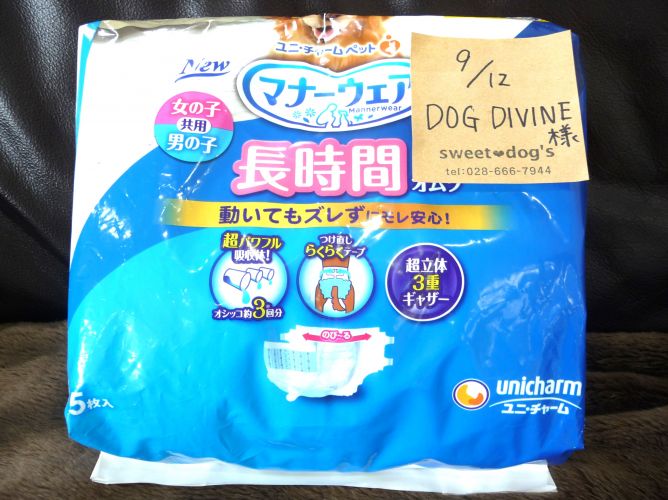 New
ユニ・チャームペット
マナーウェア
Mannerwear
女の子
共用
男の子
長時間
オムツ
動いてもズレずにモレ安心!
超パワフル
吸収体!
オシッコ約3回分
つけ直し
らくらくテープ
超立体
3重
ギャザー
のび〜る
5枚入
unicharm
ユニ・チャーム
9/12
DOG DIVINE
様
sweet❤dog's
tel:028-666-7944